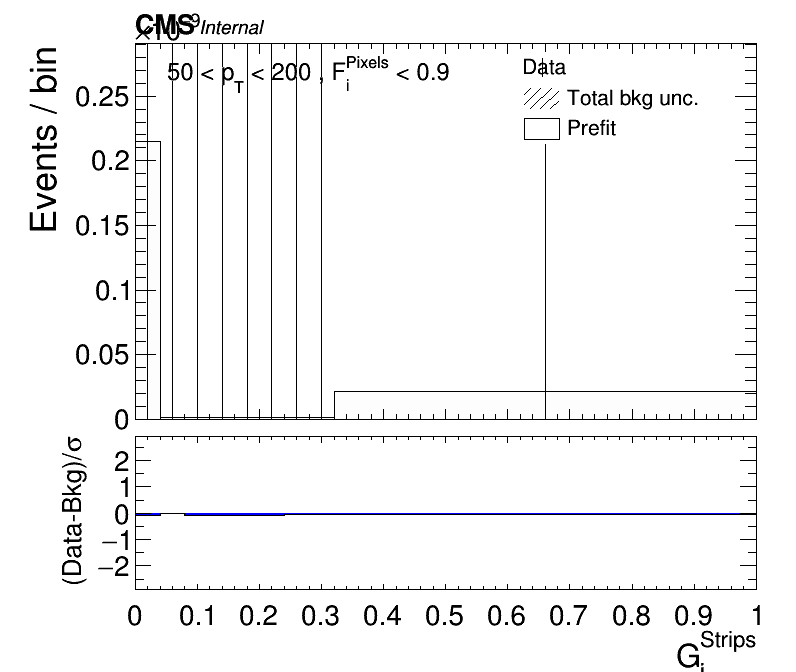 CMS Internal
×10⁹
50 < p_T < 200 , F_i^Pixels < 0.9
Data
Total bkg unc.
Prefit
Events / bin
0.25
0.2
0.15
0.1
0.05
0
(Data-Bkg)/σ
2
1
0
−1
−2
0 0.1 0.2 0.3 0.4 0.5 0.6 0.7 0.8 0.9 1
G_i^Strips